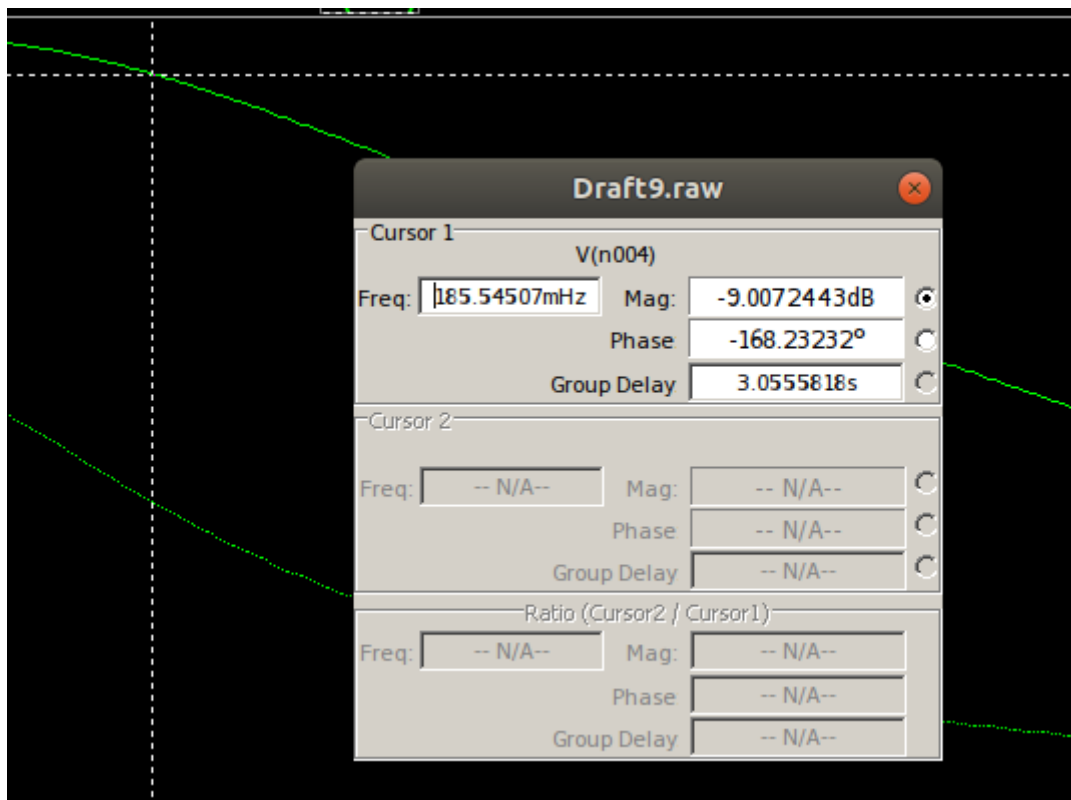 Draft9.raw
Cursor 1
V(n004)
Freq: 185.54507mHz Mag: -9.0072443dB
Phase -168.23232º
Group Delay 3.0555818s
Cursor 2
Freq: -- N/A-- Mag: -- N/A--
Phase -- N/A--
Group Delay -- N/A--
Ratio (Cursor2 / Cursor1)
Freq: -- N/A-- Mag: -- N/A--
Phase -- N/A--
Group Delay -- N/A--